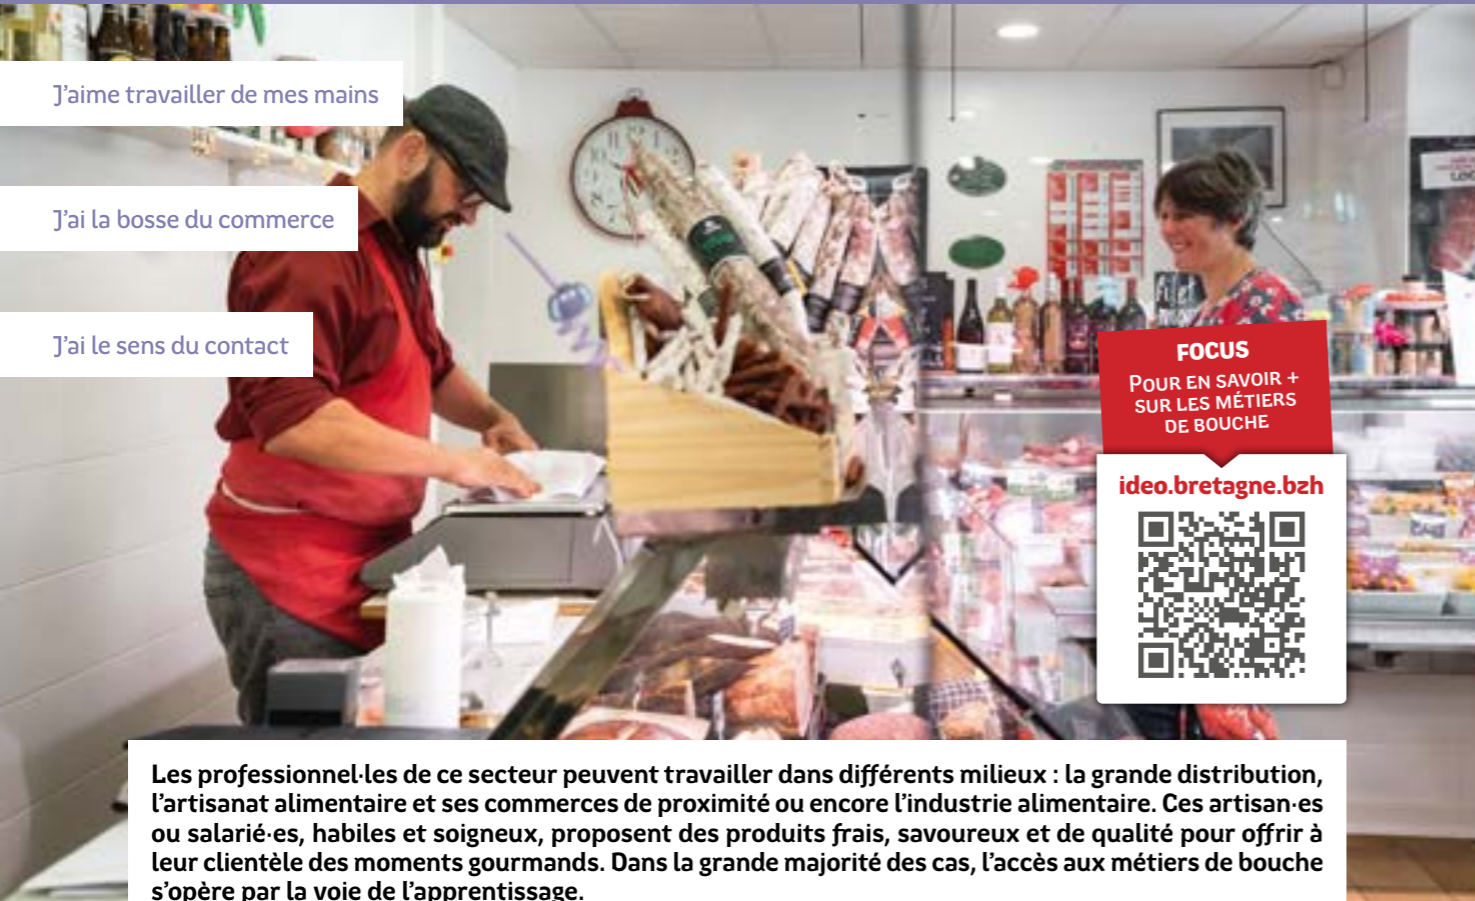 J'aime travailler de mes mains
J'ai la bosse du commerce
J'ai le sens du contact
FOCUS
POUR EN SAVOIR +
SUR LES MÉTIERS
DE BOUCHE
ideo.bretagne.bzh
Les professionnel·les de ce secteur peuvent travailler dans différents milieux : la grande distribution,
l'artisanat alimentaire et ses commerces de proximité ou encore l'industrie alimentaire. Ces artisan·es
ou salarié·es, habiles et soigneux, proposent des produits frais, savoureux et de qualité pour offrir à
leur clientèle des moments gourmands. Dans la grande majorité des cas, l'accès aux métiers de bouche
s'opère par la voie de l'apprentissage.